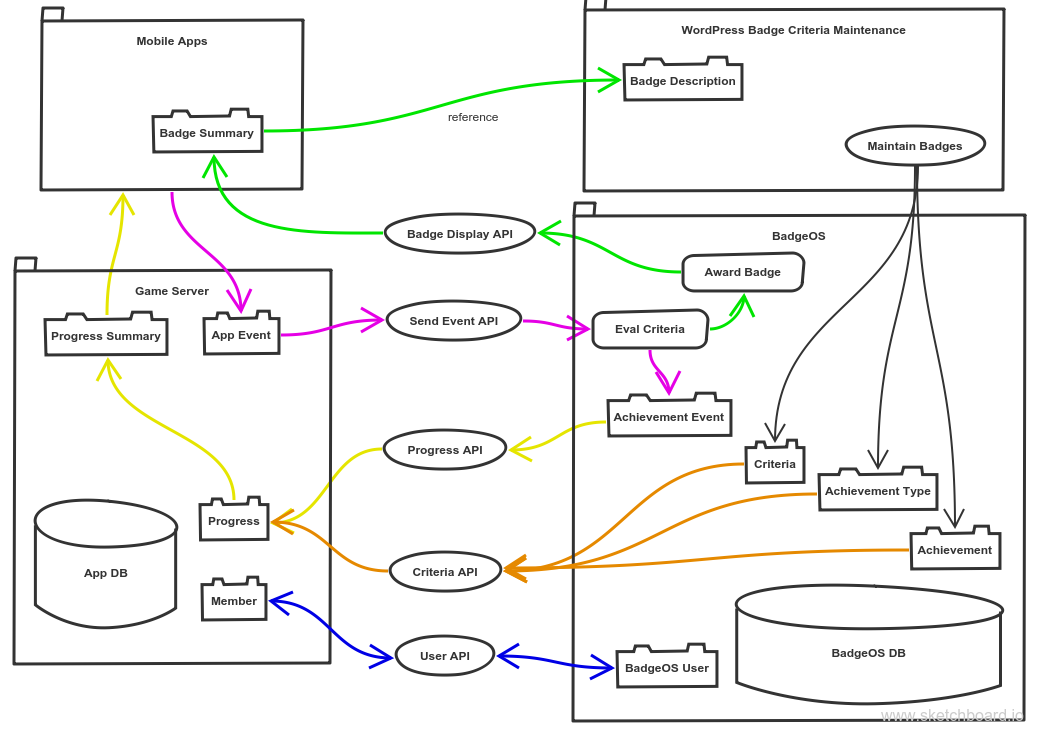 Mobile Apps
WordPress Badge Criteria Maintenance
Badge Description
Badge Summary
reference
Maintain Badges
Badge Display API
BadgeOS
Award Badge
Game Server
Progress Summary
App Event
Send Event API
Eval Criteria
Achievement Event
Progress API
Criteria
Achievement Type
Progress
Achievement
App DB
Criteria API
Member
User API
BadgeOS User
BadgeOS DB
www.sketchboard.io